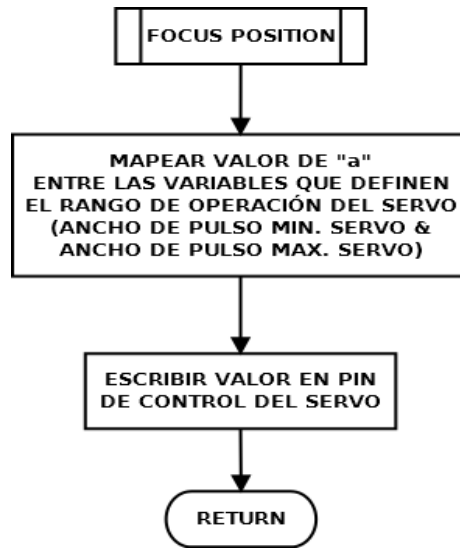 FOCUS POSITION
MAPEAR VALOR DE "a"
ENTRE LAS VARIABLES QUE DEFINEN
EL RANGO DE OPERACIÓN DEL SERVO
(ANCHO DE PULSO MIN. SERVO &
ANCHO DE PULSO MAX. SERVO)
ESCRIBIR VALOR EN PIN
DE CONTROL DEL SERVO
RETURN